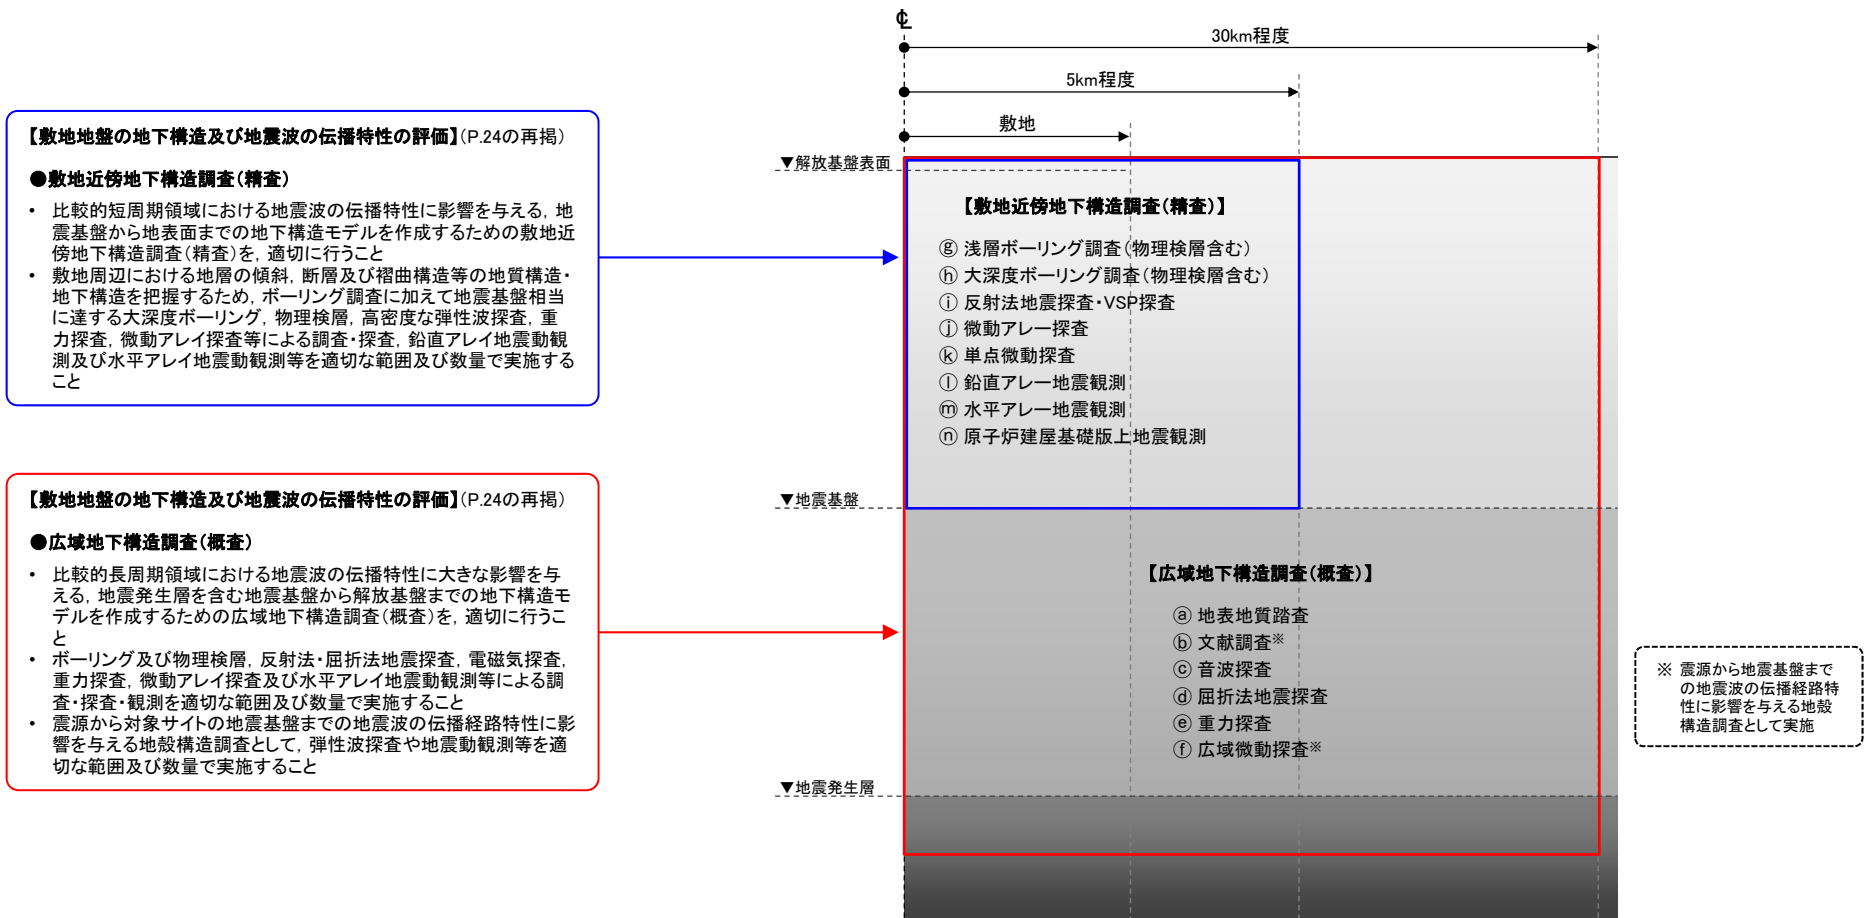 ℄
30km程度
5km程度
敷地
【敷地地盤の地下構造及び地震波の伝播特性の評価】(P.24の再掲)
●敷地近傍地下構造調査(精査)
• 比較的短周期領域における地震波の伝播特性に影響を与える,地
震基盤から地表面までの地下構造モデルを作成するための敷地近
傍地下構造調査(精査)を,適切に行うこと
• 敷地周辺における地層の傾斜,断層及び褶曲構造等の地質構造・
地下構造を把握するため,ボーリング調査に加えて地震基盤相当
に達する大深度ボーリング,物理検層,高密度な弾性波探査,重
力探査,微動アレイ探査等による調査・探査,鉛直アレイ地震動観
測及び水平アレイ地震動観測等を適切な範囲及び数量で実施する
こと
▼解放基盤表面
【敷地近傍地下構造調査(精査)】
ⓖ 浅層ボーリング調査(物理検層含む)
ⓗ 大深度ボーリング調査(物理検層含む)
ⓘ 反射法地震探査・VSP探査
ⓙ 微動アレー探査
ⓚ 単点微動探査
ⓛ 鉛直アレー地震観測
ⓜ 水平アレー地震観測
ⓝ 原子炉建屋基礎版上地震観測
▼地震基盤
【敷地地盤の地下構造及び地震波の伝播特性の評価】(P.24の再掲)
●広域地下構造調査(概査)
• 比較的長周期領域における地震波の伝播特性に大きな影響を与
える,地震発生層を含む地震基盤から解放基盤までの地下構造モ
デルを作成するための広域地下構造調査(概査)を,適切に行うこ
と
• ボーリング及び物理検層,反射法・屈折法地震探査,電磁気探査,
重力探査,微動アレイ探査及び水平アレイ地震動観測等による調
査・探査・観測を適切な範囲及び数量で実施すること
• 震源から対象サイトの地震基盤までの地震波の伝播経路特性に影
響を与える地殻構造調査として,弾性波探査や地震動観測等を適
切な範囲及び数量で実施すること
【広域地下構造調査(概査)】
ⓐ 地表地質踏査
ⓑ 文献調査※
ⓒ 音波探査
ⓓ 屈折法地震探査
ⓔ 重力探査
ⓕ 広域微動探査※
▼地震発生層
※ 震源から地震基盤まで
の地震波の伝播経路特
性に影響を与える地殻
構造調査として実施